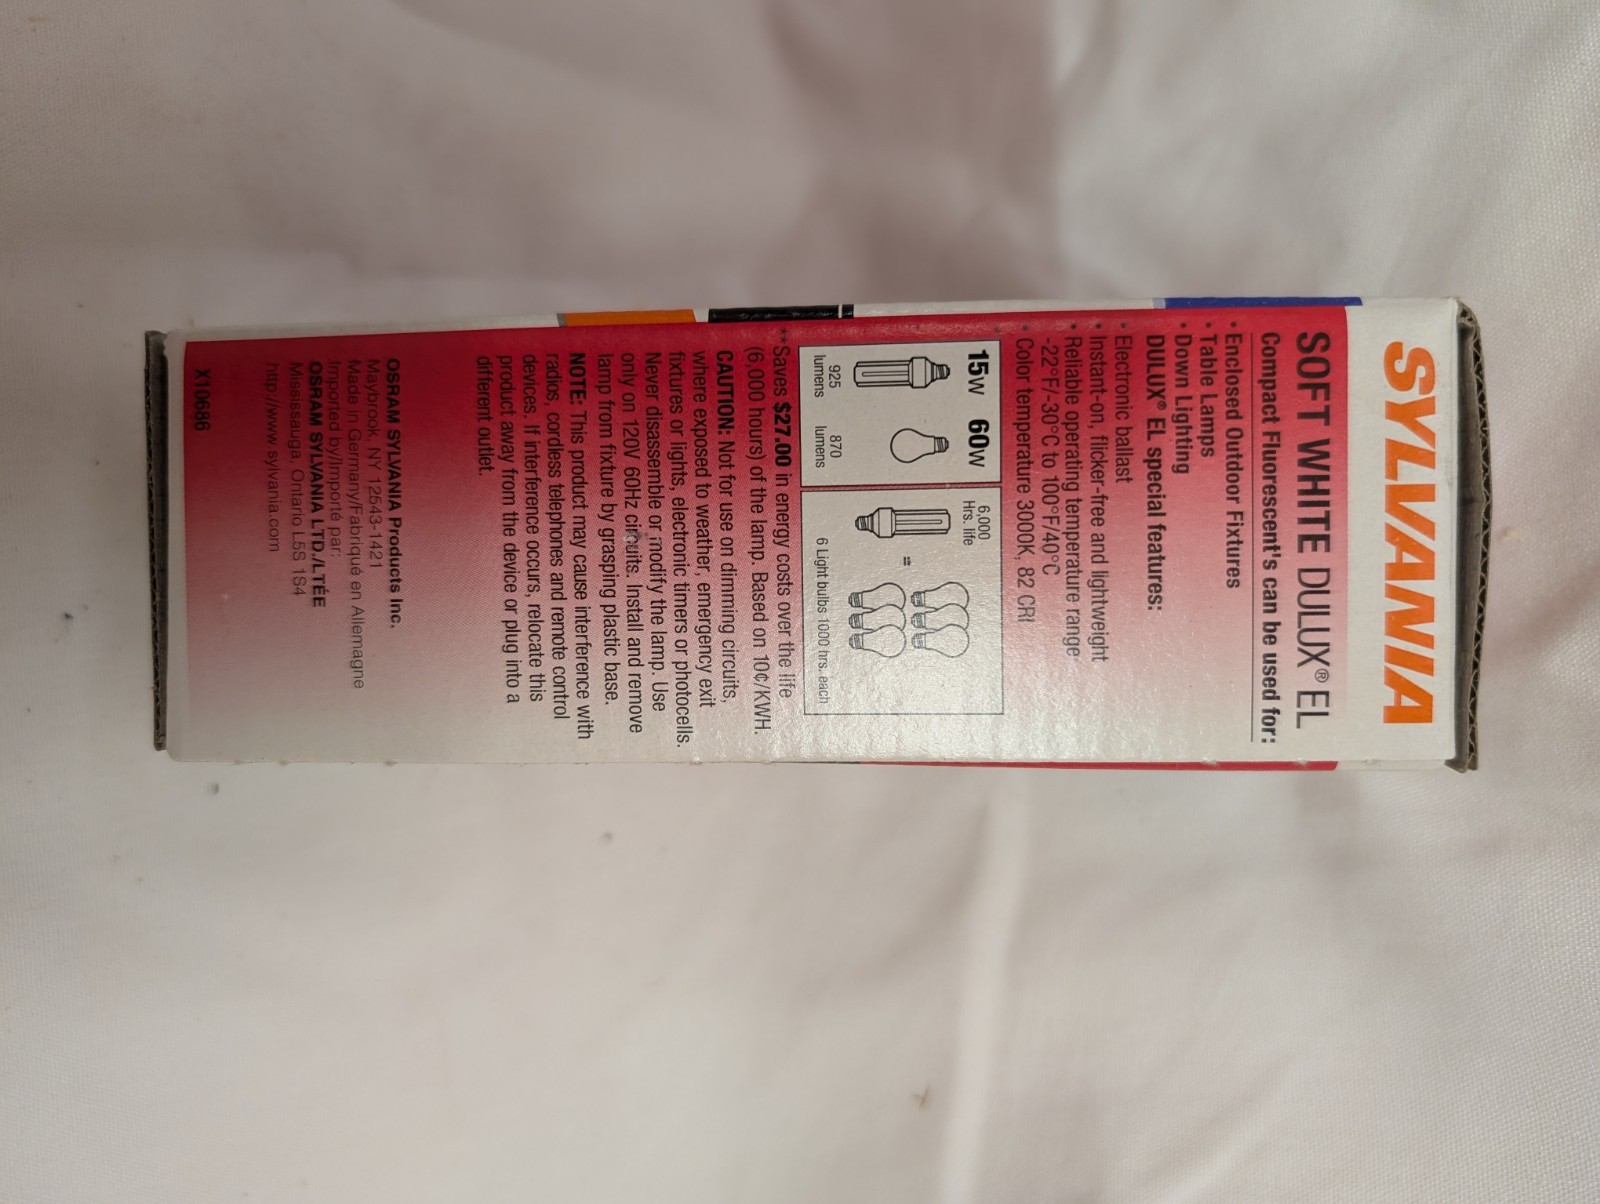 SYLVANIA
SOFT WHITE DULUX® EL
Compact Fluorescent's can be used for:
• Enclosed Outdoor Fixtures
• Table Lamps
• Down Lighting
DULUX® EL special features:
• Electronic ballast
• Instant-on, flicker-free and lightweight
• Reliable operating temperature range
-22°F/-30°C to 100°F/40°C
• Color temperature 3000K, 82 CRI
15W 60W
925 lumens
870 lumens
6,000
Hrs. life
=
6 Light bulbs 1000 hrs. each
**Saves $27.00 in energy costs over the life
(6,000 hours) of the lamp. Based on 10¢/KWH.
CAUTION: Not for use on dimming circuits,
where exposed to weather, emergency exit
fixtures or lights, electronic timers or photocells.
Never disassemble or modify the lamp. Use
only on 120V 60Hz circuits. Install and remove
lamp from fixture by grasping plastic base.
NOTE: This product may cause interference with
radios, cordless telephones and remote control
devices. If interference occurs, relocate this
product away from the device or plug into a
different outlet.
OSRAM SYLVANIA Products Inc.
Maybrook, NY 12543-1421
Made in Germany/Fabriqué en Allemagne
Imported by/Importé par:
OSRAM SYLVANIA LTD./LTÉE
Mississauga, Ontario L5S 1S4
http://www.sylvania.com
X10686